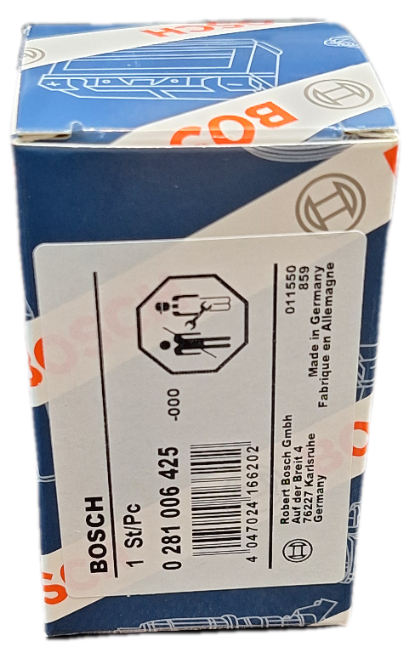 BOSCH
BOSCH
BOSCH
1 St/Pc
0 281 006 425
-000
4 047024 166202
011550
859
Made in Germany
Fabrique en Allemagne
Robert Bosch Gmbh
Auf der Breit 4
76227 Karlsruhe
Germany